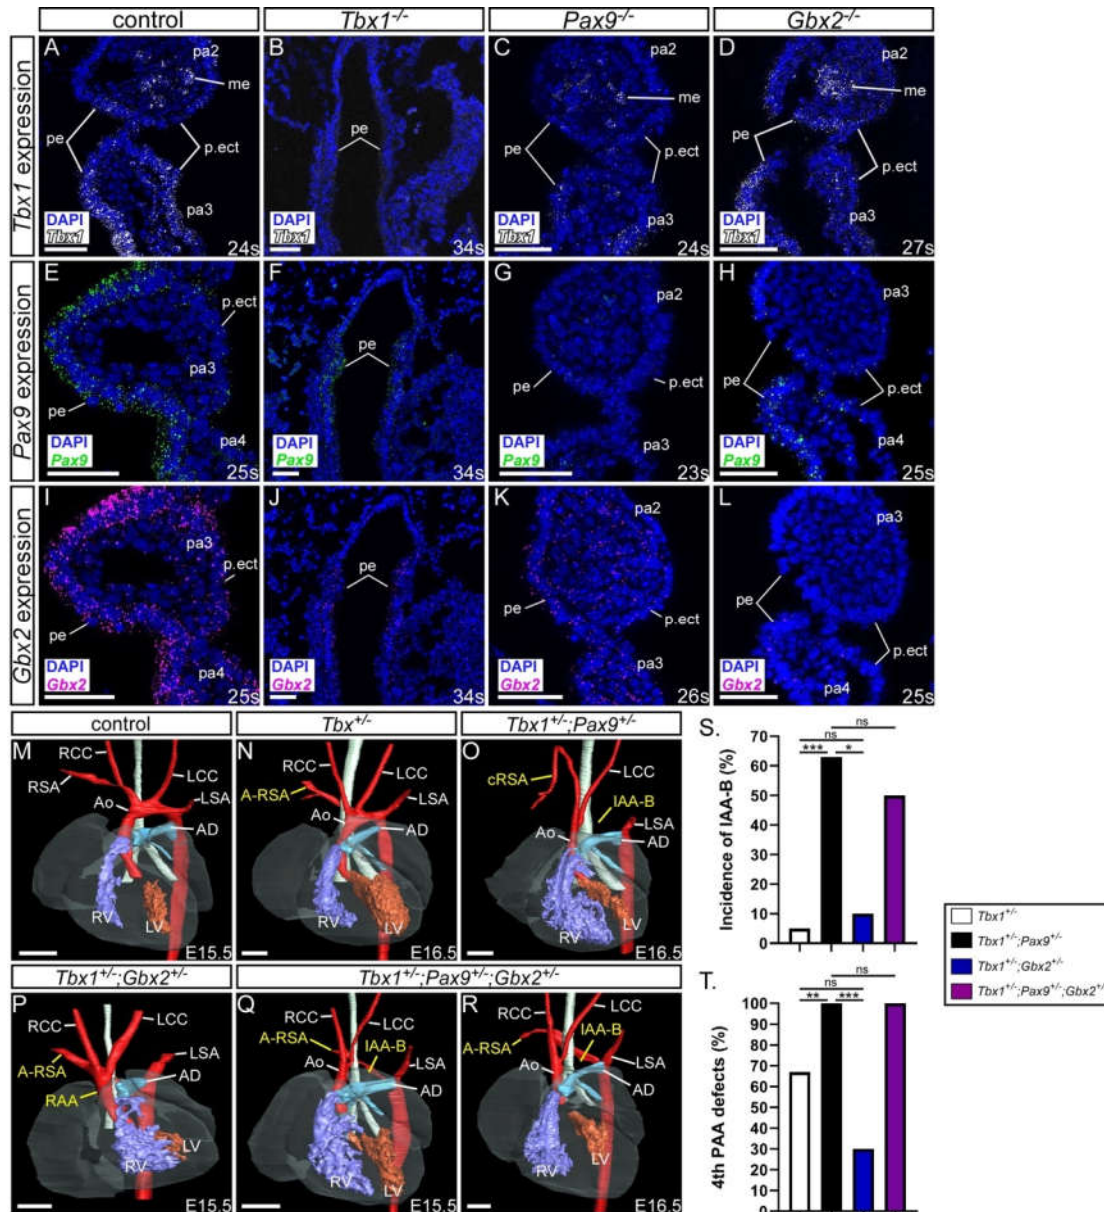 control
Tbx1-/-
Pax9-/-
Gbx2-/-
Tbx1 expression
A
pa2
me
pe
p.ect
pa3
DAPI
Tbx1
24s
B
pe
DAPI
Tbx1
34s
C
pa2
me
pe
p.ect
pa3
DAPI
Tbx1
24s
D
pa2
me
pe
p.ect
pa3
DAPI
Tbx1
27s
Pax9 expression
E
p.ect
pa3
pe
pa4
DAPI
Pax9
25s
F
pe
DAPI
Pax9
34s
G
pa2
pe
p.ect
pa3
DAPI
Pax9
23s
H
pa3
pe
p.ect
pa4
DAPI
Pax9
25s
Gbx2 expression
I
pa3
p.ect
pe
pa4
DAPI
Gbx2
25s
J
pe
DAPI
Gbx2
34s
K
pa2
pe
p.ect
pa3
DAPI
Gbx2
26s
L
pa3
pe
p.ect
pa4
DAPI
Gbx2
25s
control
Tbx+/-
Tbx1+/-;Pax9+/-
M
RCC
LCC
RSA
LSA
Ao
AD
RV
LV
E15.5
N
RCC
LCC
A-RSA
LSA
Ao
AD
RV
LV
E16.5
O
cRSA
LCC
IAA-B
LSA
Ao
AD
RV
LV
E16.5
Tbx1+/-;Gbx2+/-
Tbx1+/-;Pax9+/-;Gbx2+/-
P
RCC
LCC
A-RSA
LSA
RAA
AD
RV
LV
E15.5
Q
RCC
LCC
A-RSA
IAA-B
LSA
Ao
AD
RV
LV
E15.5
R
RCC
LCC
A-RSA
IAA-B
LSA
Ao
AD
RV
LV
E16.5
S.
Incidence of IAA-B (%)
70
60
50
40
30
20
10
0
ns
ns
***
*
T.
4th PAA defects (%)
100
90
80
70
60
50
40
30
20
10
0
ns
ns
**
***
Tbx1+/-
Tbx1+/-;Pax9+/-
Tbx1+/-;Gbx2+/-
Tbx1+/-;Pax9+/-;Gbx2+/